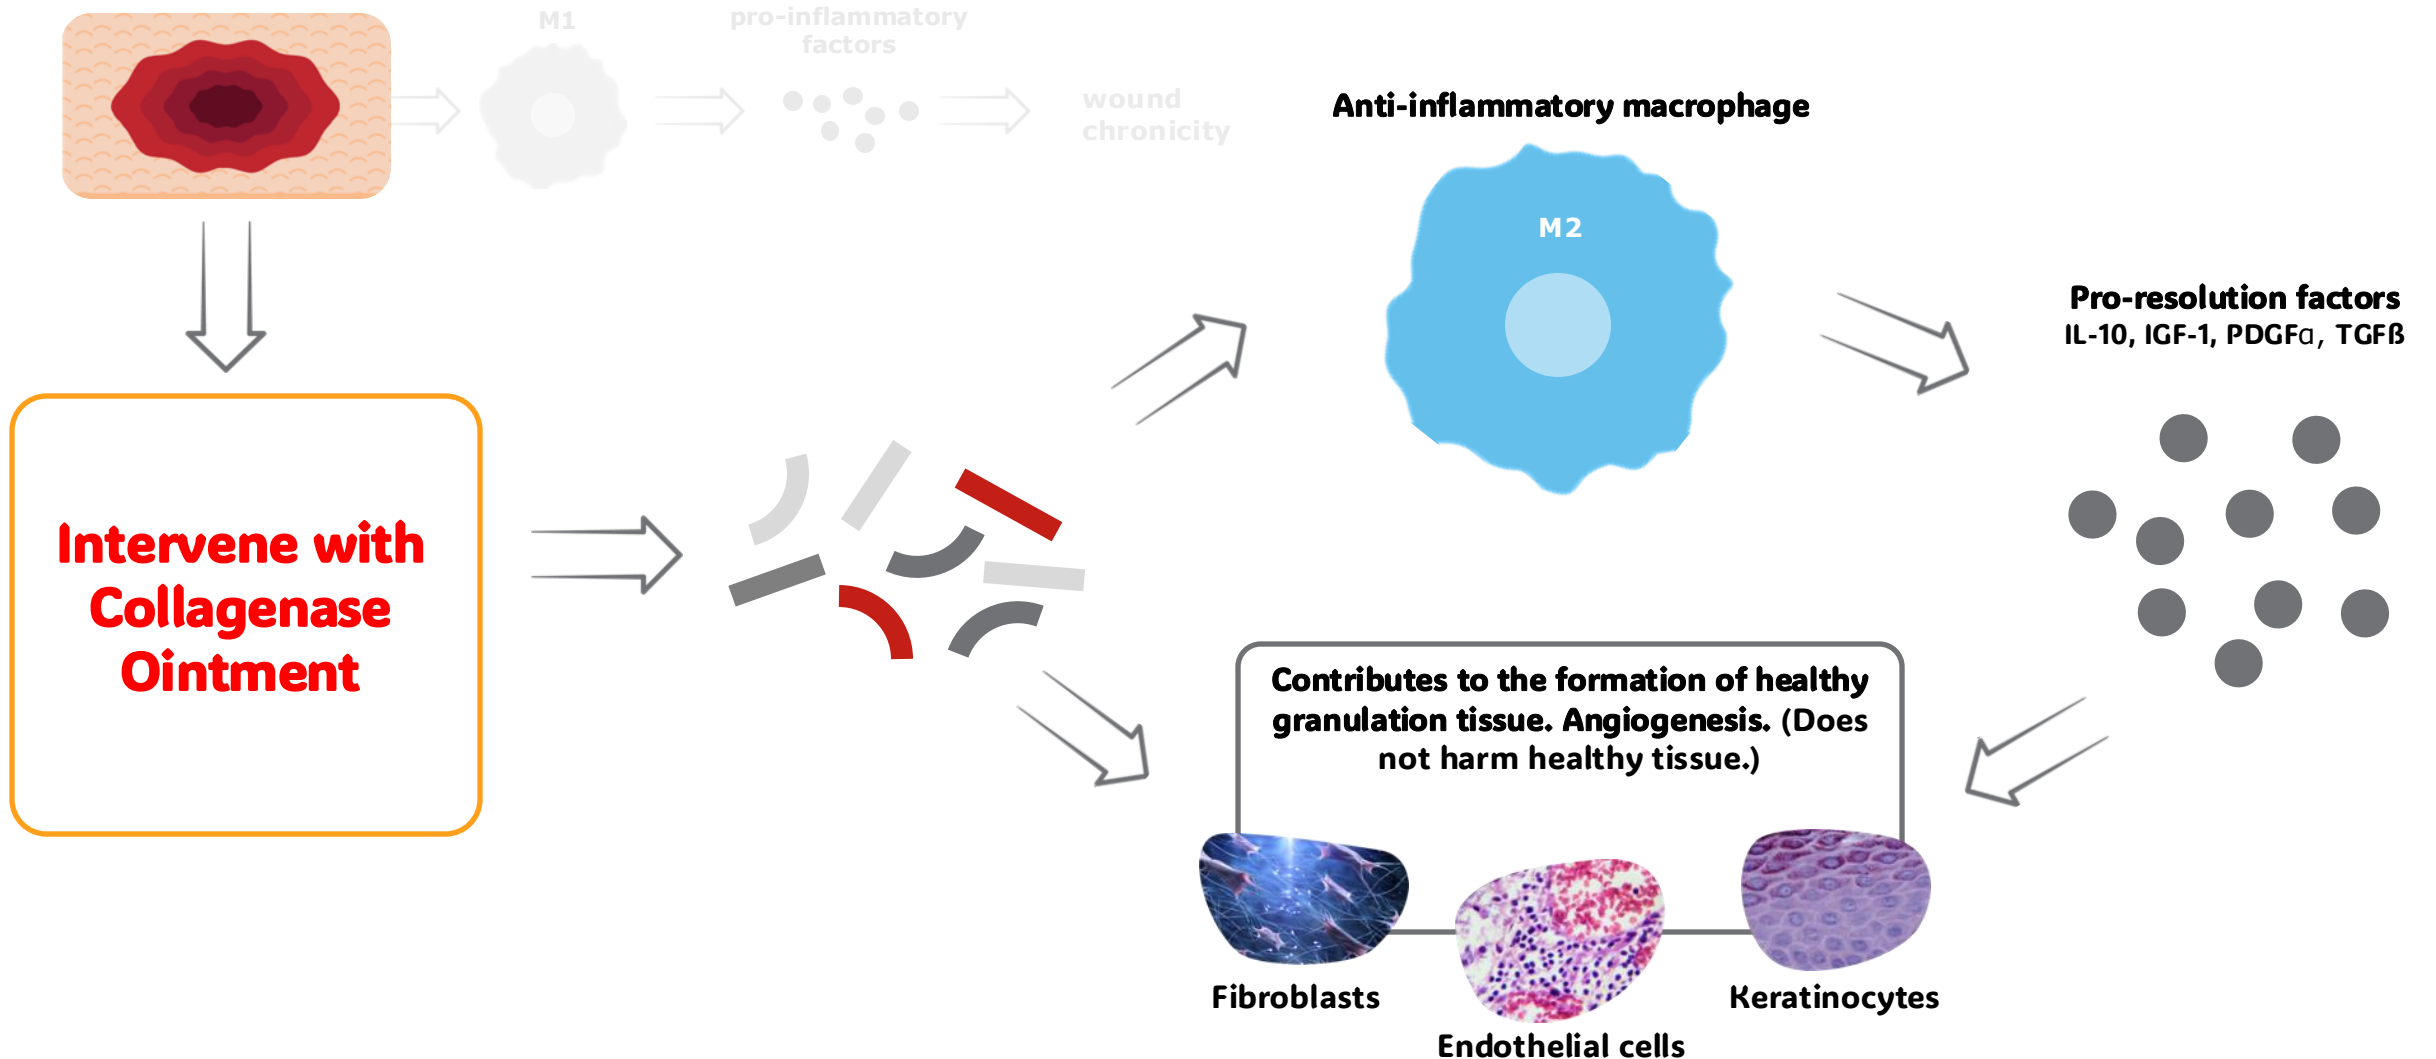 M1
pro-inflammatory
factors
wound
chronicity
Anti-inflammatory macrophage
M2
Pro-resolution factors
IL-10, IGF-1, PDGFα, TGFß
Intervene with
Collagenase
Ointment
Contributes to the formation of healthy
granulation tissue. Angiogenesis. (Does
not harm healthy tissue.)
Fibroblasts
Keratinocytes
Endothelial cells